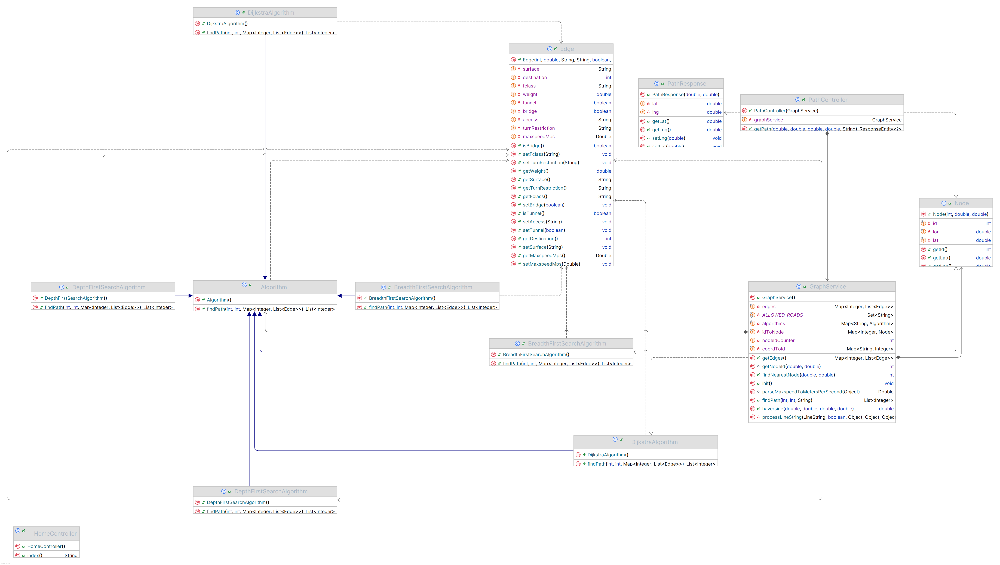 DijkstraAlgorithm
DijkstraAlgorithm()
findPath(int, int, Map<Integer, List<Edge>>) List<Integer>
Edge
Edge(int, double, String, String, boolean,
surface String
destination int
fclass String
weight double
tunnel boolean
bridge boolean
access String
turnRestriction String
maxspeedMps Double
isBridge() boolean
setFclass(String) void
setTurnRestriction(String) void
getWeight() double
getSurface() String
getTurnRestriction() String
getFclass() String
setBridge(boolean) void
isTunnel() boolean
setAccess(String) void
setTunnel(boolean) void
getDestination() int
setSurface(String) void
getMaxspeedMps() Double
setMaxspeedMps(Double) void
PathResponse
PathResponse(double, double)
lat double
lng double
getLat() double
getLng() double
setLng(double) void
setLat(double) void
PathController
PathController(GraphService)
graphService GraphService
getPath(double, double, double, double, String) ResponseEntity<?>
Node
Node(int, double, double)
id int
lon double
lat double
getId() int
getLat() double
getLon() double
DepthFirstSearchAlgorithm
DepthFirstSearchAlgorithm()
findPath(int, int, Map<Integer, List<Edge>>) List<Integer>
Algorithm
Algorithm()
findPath(int, int, Map<Integer, List<Edge>>) List<Integer>
BreadthFirstSearchAlgorithm
BreadthFirstSearchAlgorithm()
findPath(int, int, Map<Integer, List<Edge>>) List<Integer>
GraphService
GraphService()
edges Map<Integer, List<Edge>>
ALLOWED_ROADS Set<String>
algorithms Map<String, Algorithm>
idToNode Map<Integer, Node>
nodeIdCounter int
coordToId Map<String, Integer>
getEdges() Map<Integer, List<Edge>>
getNodeId(double, double) int
findNearestNode(double, double) int
init() void
parseMaxspeedToMetersPerSecond(Object) Double
findPath(int, int, String) List<Integer>
haversine(double, double, double, double) double
processLineString(LineString, boolean, Object, Object, Object
BreadthFirstSearchAlgorithm
BreadthFirstSearchAlgorithm()
findPath(int, int, Map<Integer, List<Edge>>) List<Integer>
DijkstraAlgorithm
DijkstraAlgorithm()
findPath(int, int, Map<Integer, List<Edge>>) List<Integer>
DepthFirstSearchAlgorithm
DepthFirstSearchAlgorithm()
findPath(int, int, Map<Integer, List<Edge>>) List<Integer>
HomeController
HomeController()
index() String